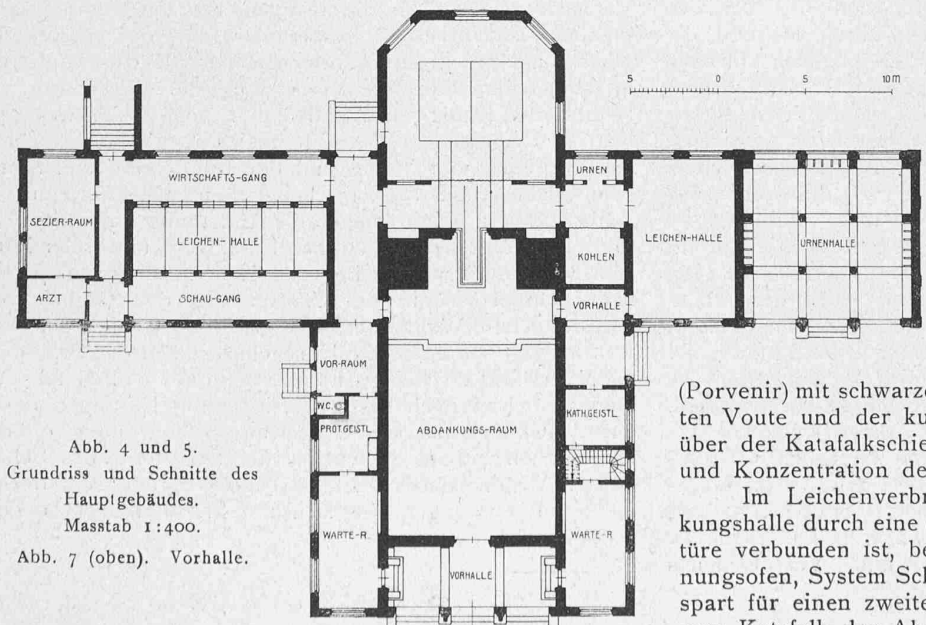 5 0 5 10 m
URNEN
WIRTSCHAFTS-GANG
SEZIER-RAUM
LEICHEN-HALLE
LEICHEN-HALLE
URNENHALLE
KOHLEN
ARZT
SCHAU-GANG
VORHALLE
VOR-RAUM
W.C.
PROT.GEISTL.
ABDANKUNGS-RAUM
KATH.GEISTL.
WARTE-R.
WARTE-R
VORHALLE
Abb. 4 und 5.
Grundriss und Schnitte des
Hauptgebäudes.
Masstab 1:400.
Abb. 7 (oben). Vorhalle.
(Porvenir) mit schwarze
ten Voute und der ku
über der Katafalkschie
und Konzentration de
Im Leichenverbr
kungshalle durch eine
türe verbunden ist, be
nungsofen, System Sch
spart für einen zweite